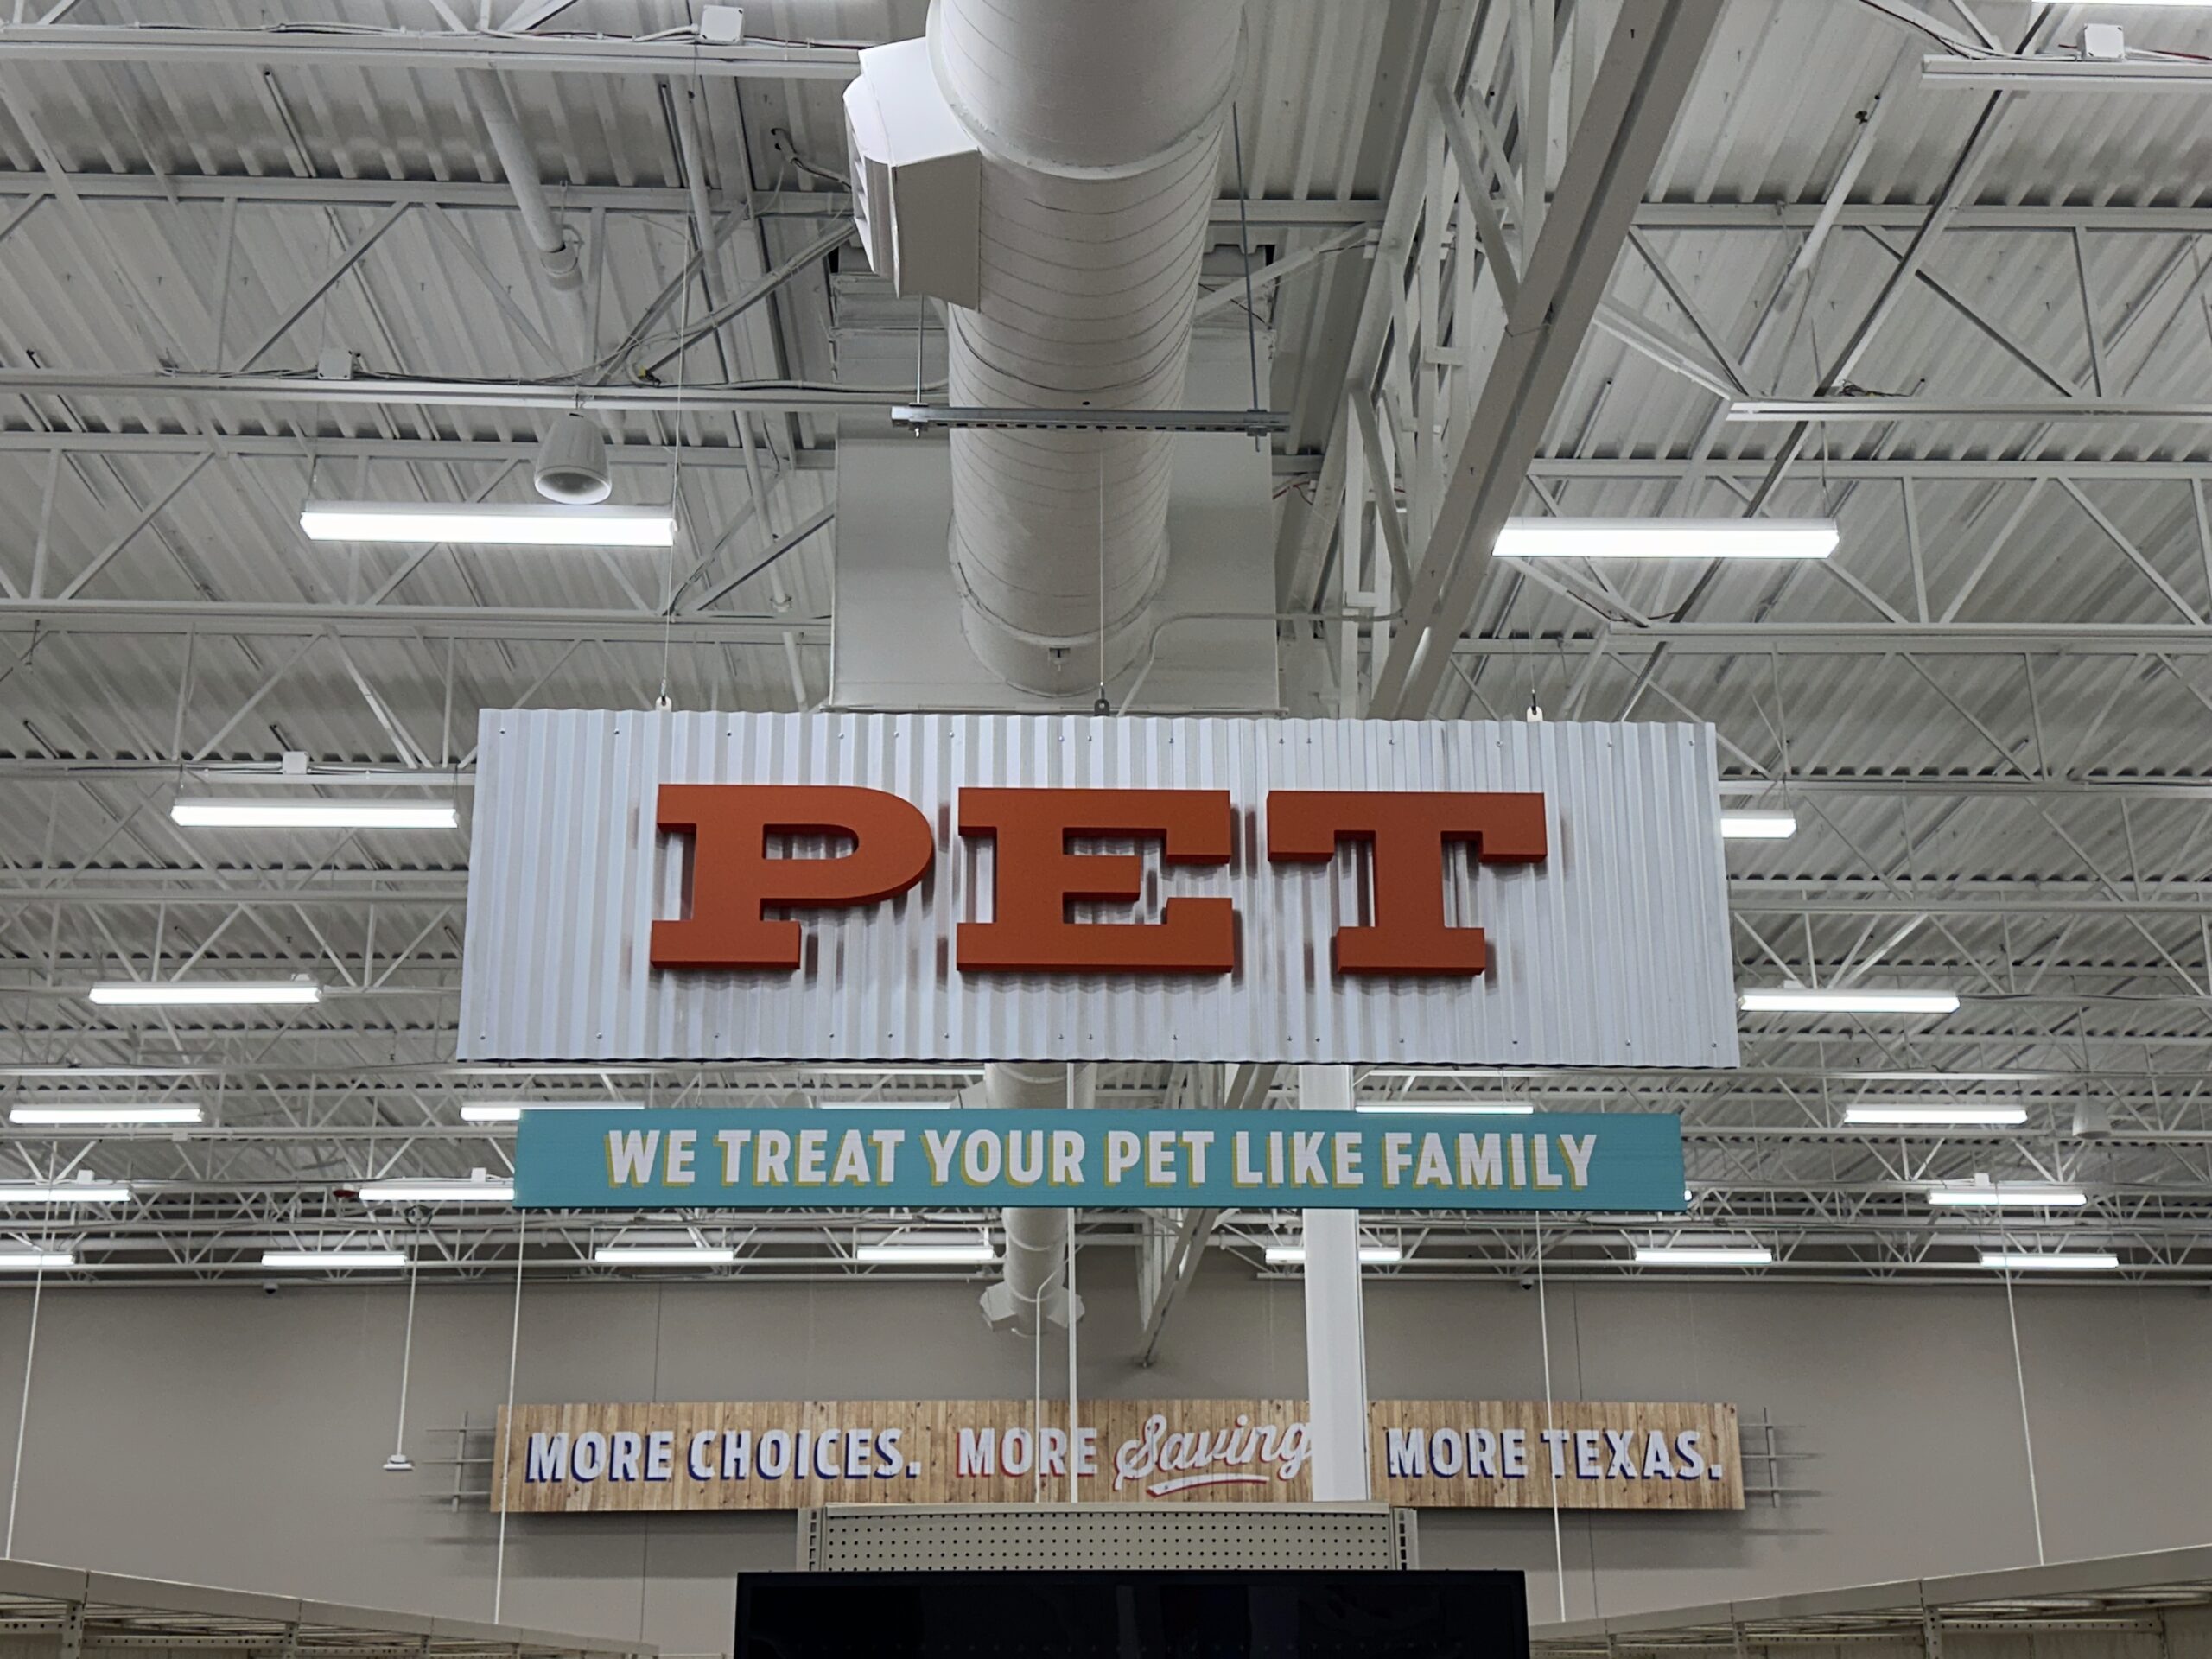 PET
WE TREAT YOUR PET LIKE FAMILY
MORE CHOICES. MORE Saving MORE TEXAS.